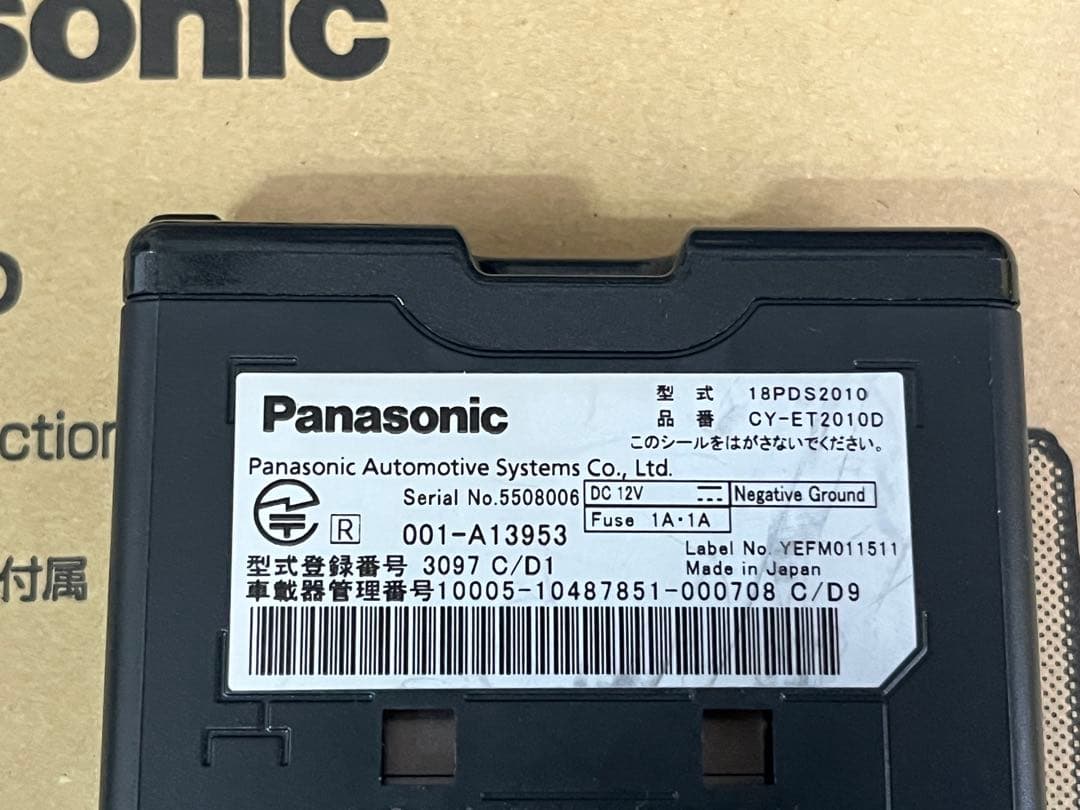 sonic
ction
付属
Panasonic
型 式 18PDS2010
品 番 CY-ET2010D
このシールをはがさないでください。
Panasonic Automotive Systems Co., Ltd.
Serial No.5508006
DC 12V
Negative Ground
Fuse 1A･1A
R 001-A13953
Label No. YEFM011511
Made in Japan
型式登録番号 3097 C/D1
車載器管理番号10005-10487851-000708 C/D9